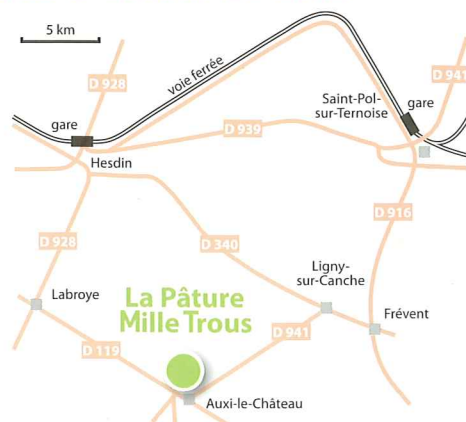 5 km
D 928
voie ferrée
D 941
Saint-Pol-
sur-Ternoise
gare
gare
D 939
Hesdin
D 916
D 928
D 340
Ligny-
sur-Canche
Labroye
La Pâture
Mille Trous
Frévent
D 941
D 119
Auxi-le-Château